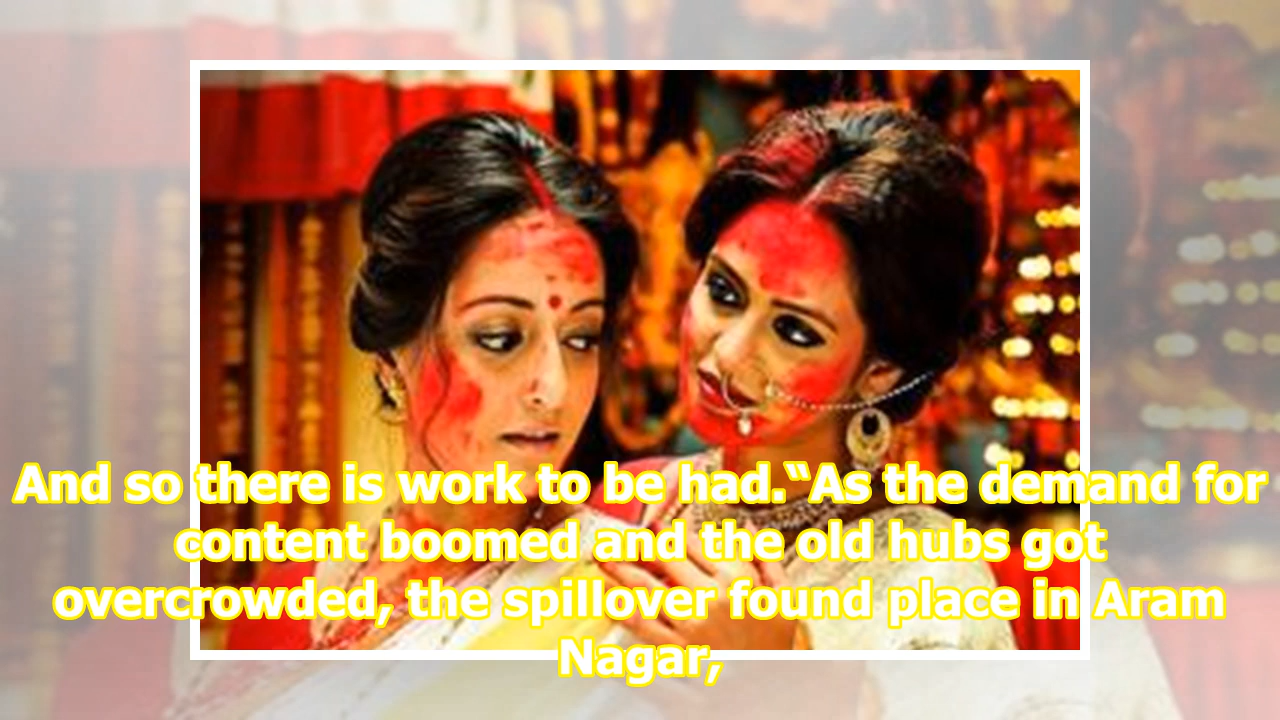 And so there is work to be had.“As the demand for
content boomed and the old hubs got
overcrowded, the spillover found place in Aram
Nagar,